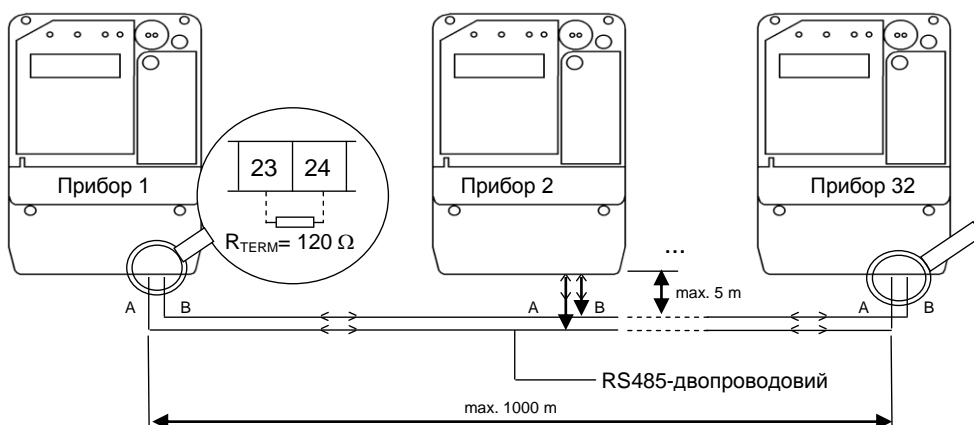 23 24
Прибор 1
Прибор 2
Прибор 32
R_TERM= 120 Ω
...
max. 5 m
A B
A B
A B
RS485-двопроводовий
max. 1000 m